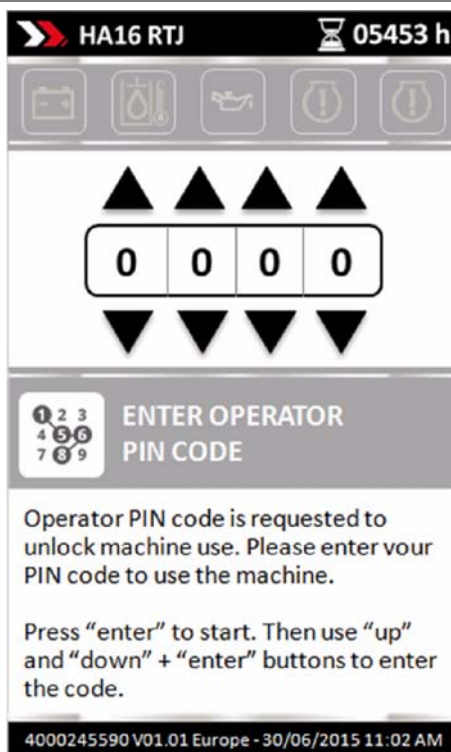 HA16 RTJ 05453 h
0 0 0 0
1 2 3
4 5 6
7 8 9
ENTER OPERATOR
PIN CODE
Operator PIN code is requested to
unlock machine use. Please enter your
PIN code to use the machine.
Press “enter” to start. Then use “up”
and “down” + “enter” buttons to enter
the code.
4000245590 V01.01 Europe - 30/06/2015 11:02 AM